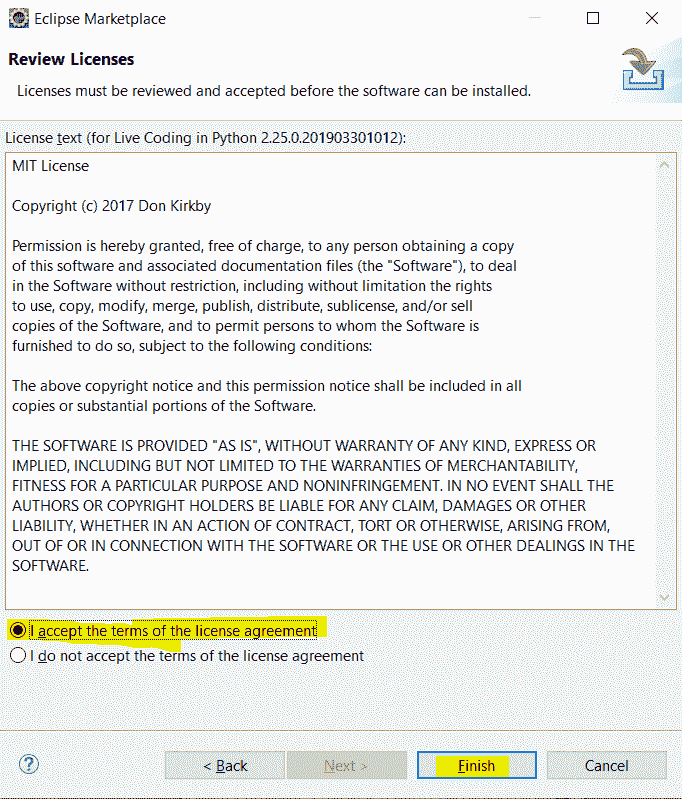 Eclipse Marketplace
Review Licenses
Licenses must be reviewed and accepted before the software can be installed.
License text (for Live Coding in Python 2.25.0.201903301012):
MIT License
Copyright (c) 2017 Don Kirkby
Permission is hereby granted, free of charge, to any person obtaining a copy
of this software and associated documentation files (the "Software"), to deal
in the Software without restriction, including without limitation the rights
to use, copy, modify, merge, publish, distribute, sublicense, and/or sell
copies of the Software, and to permit persons to whom the Software is
furnished to do so, subject to the following conditions:
The above copyright notice and this permission notice shall be included in all
copies or substantial portions of the Software.
THE SOFTWARE IS PROVIDED "AS IS", WITHOUT WARRANTY OF ANY KIND, EXPRESS OR
IMPLIED, INCLUDING BUT NOT LIMITED TO THE WARRANTIES OF MERCHANTABILITY,
FITNESS FOR A PARTICULAR PURPOSE AND NONINFRINGEMENT. IN NO EVENT SHALL THE
AUTHORS OR COPYRIGHT HOLDERS BE LIABLE FOR ANY CLAIM, DAMAGES OR OTHER
LIABILITY, WHETHER IN AN ACTION OF CONTRACT, TORT OR OTHERWISE, ARISING FROM,
OUT OF OR IN CONNECTION WITH THE SOFTWARE OR THE USE OR OTHER DEALINGS IN THE
SOFTWARE.
I accept the terms of the license agreement
I do not accept the terms of the license agreement
? < Back Next > Finish Cancel